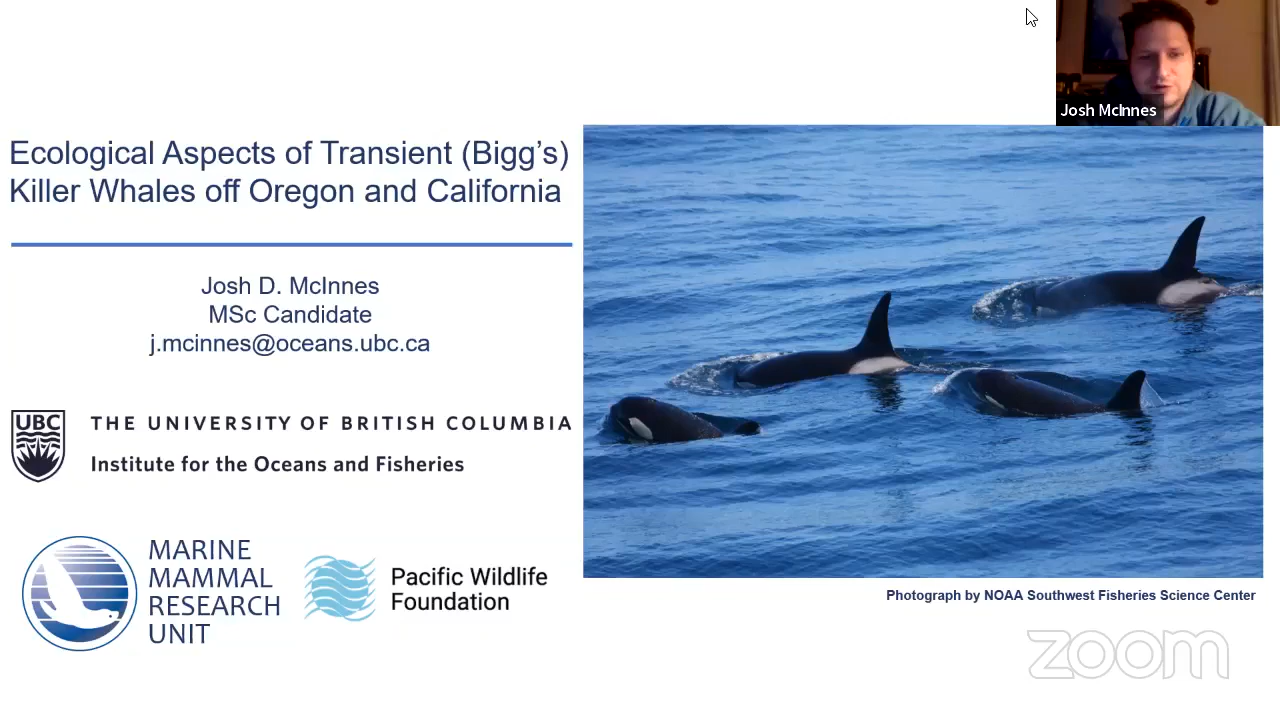 Josh McInnes
Ecological Aspects of Transient (Bigg's)
Killer Whales off Oregon and California
Josh D. McInnes
MSc Candidate
j.mcinnes@oceans.ubc.ca
UBC
THE UNIVERSITY OF BRITISH COLUMBIA
Institute for the Oceans and Fisheries
MARINE
MAMMAL
RESEARCH
UNIT
Pacific Wildlife
Foundation
Photograph by NOAA Southwest Fisheries Science Center
zoom